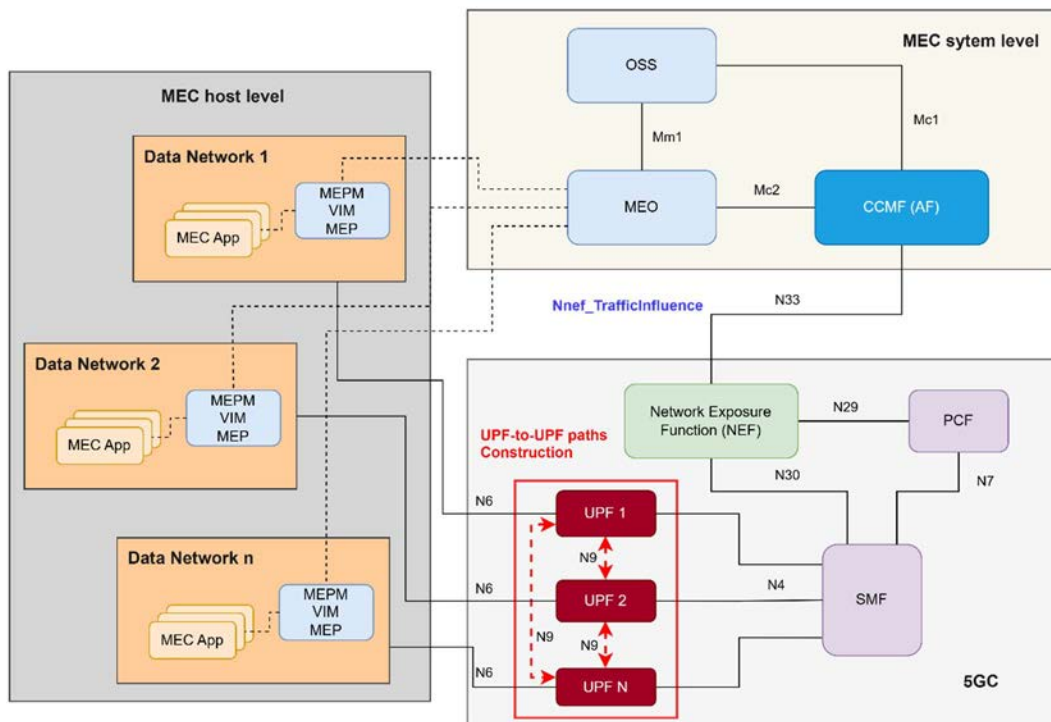 MEC sytem level
OSS
Mc1
Mm1
MEO
Mc2
CCMF (AF)
MEC host level
Data Network 1
MEPM
VIM
MEP
MEC App
Data Network 2
MEPM
VIM
MEP
MEC App
Data Network n
MEPM
VIM
MEP
MEC App
Nnef_TrafficInfluence
N33
Network Exposure
Function (NEF)
N29
PCF
N30
N7
UPF-to-UPF paths
Construction
N6
UPF 1
N9
N4
SMF
N6
UPF 2
N9
N9
N6
UPF N
5GC